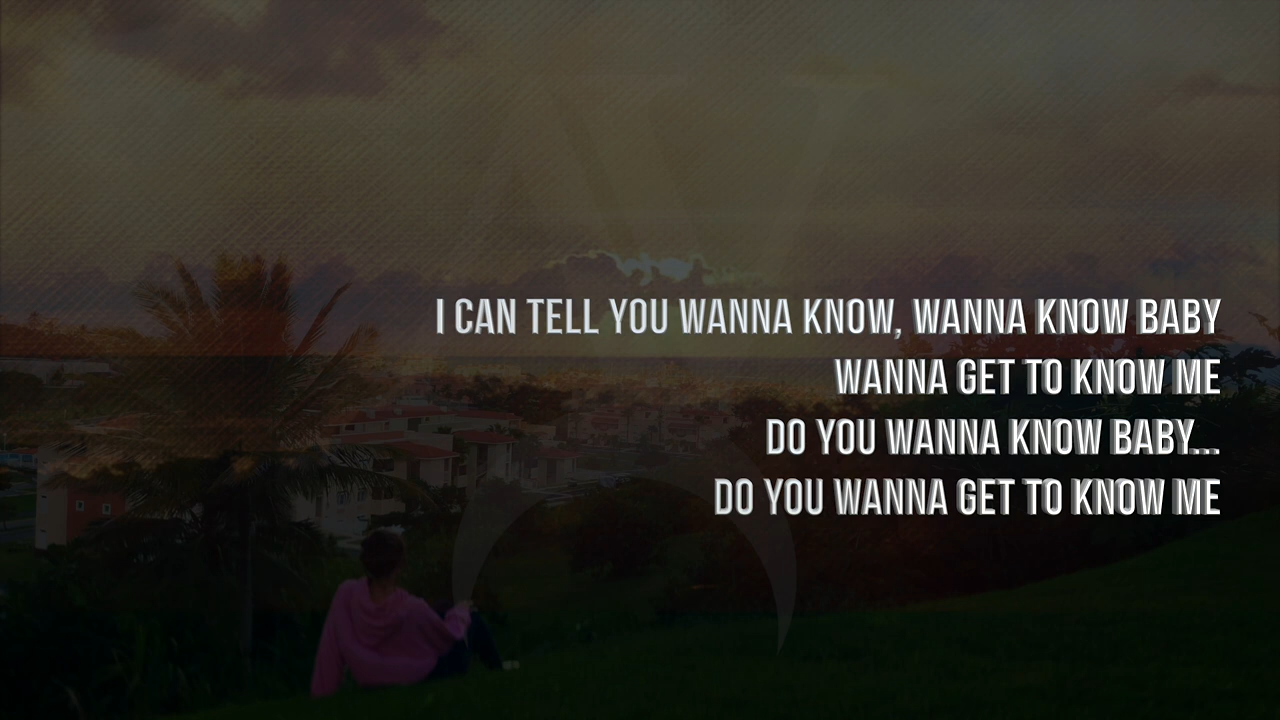 I CAN TELL YOU WANNA KNOW, WANNA KNOW BABY
WANNA GET TO KNOW ME
DO YOU WANNA KNOW BABY...
DO YOU WANNA GET TO KNOW ME